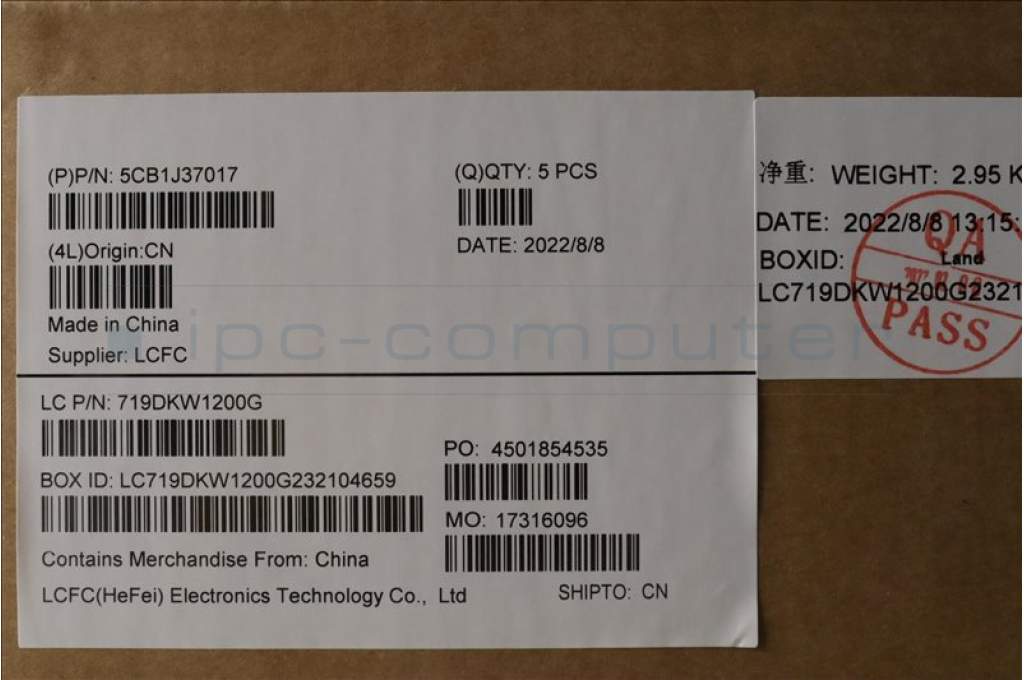 (P)P/N: 5CB1J37017
(Q)QTY: 5 PCS
(4L)Origin:CN
DATE: 2022/8/8
Made in China
Supplier: LCFC
LC P/N: 719DKW1200G
PO: 4501854535
BOX ID: LC719DKW1200G232104659
MO: 17316096
Contains Merchandise From: China
LCFC(HeFei) Electronics Technology Co., Ltd
SHIPTO: CN
净重: WEIGHT: 2.95 K
DATE: 2022/8/8 13:15:
BOXID:
Land
LC719DKW1200G2321
QA
PASS
ipc-computer